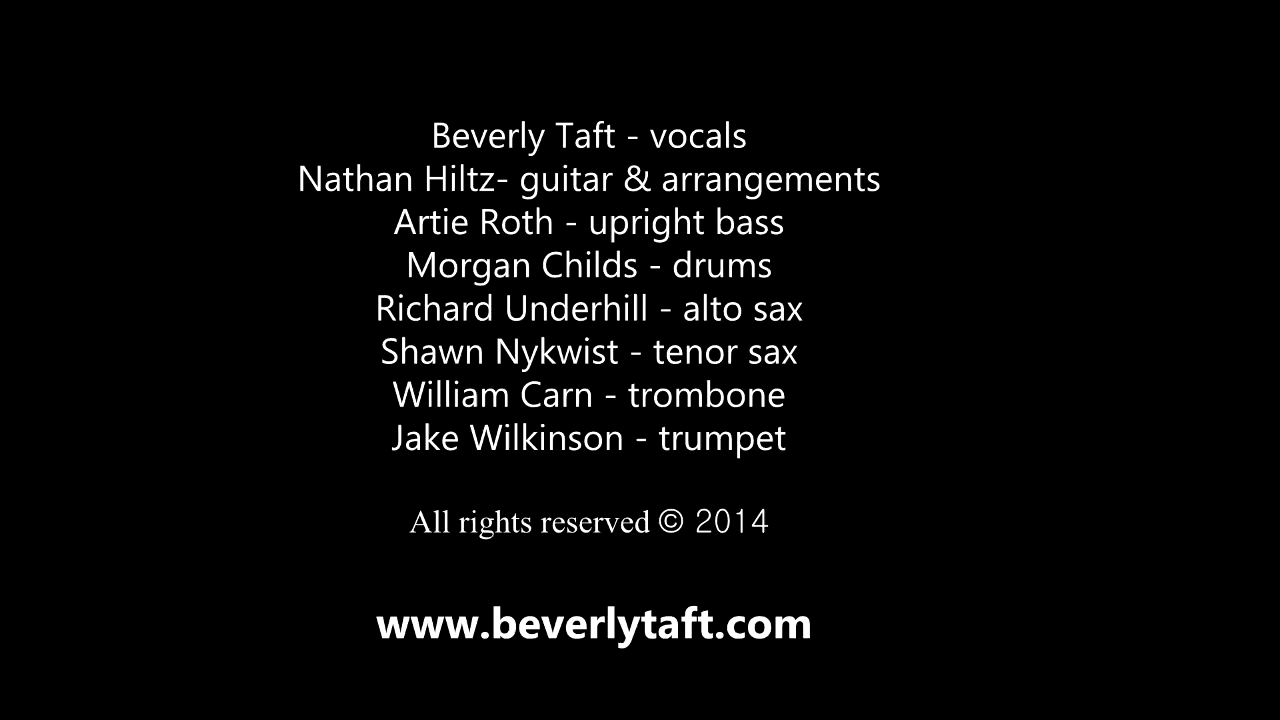 Beverly Taft - vocals
Nathan Hiltz- guitar & arrangements
Artie Roth - upright bass
Morgan Childs - drums
Richard Underhill - alto sax
Shawn Nykwist - tenor sax
William Carn - trombone
Jake Wilkinson - trumpet
All rights reserved © 2014
www.beverlytaft.com